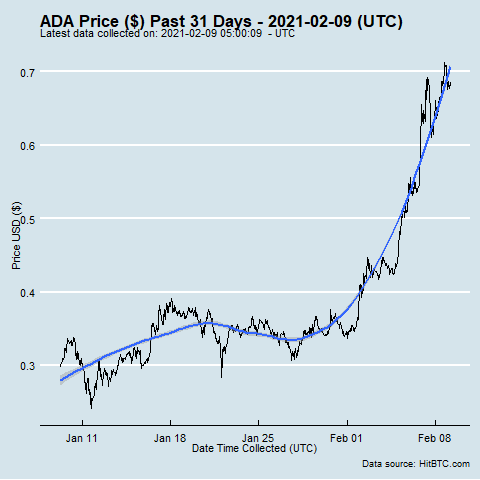 ADA Price ($) Past 31 Days - 2021-02-09 (UTC)
Latest data collected on: 2021-02-09 05:00:09  - UTC
0.7
0.6
0.5
0.4
0.3
Price USD ($)
Jan 11
Jan 18
Jan 25
Feb 01
Feb 08
Date Time Collected (UTC)
Data source: HitBTC.com